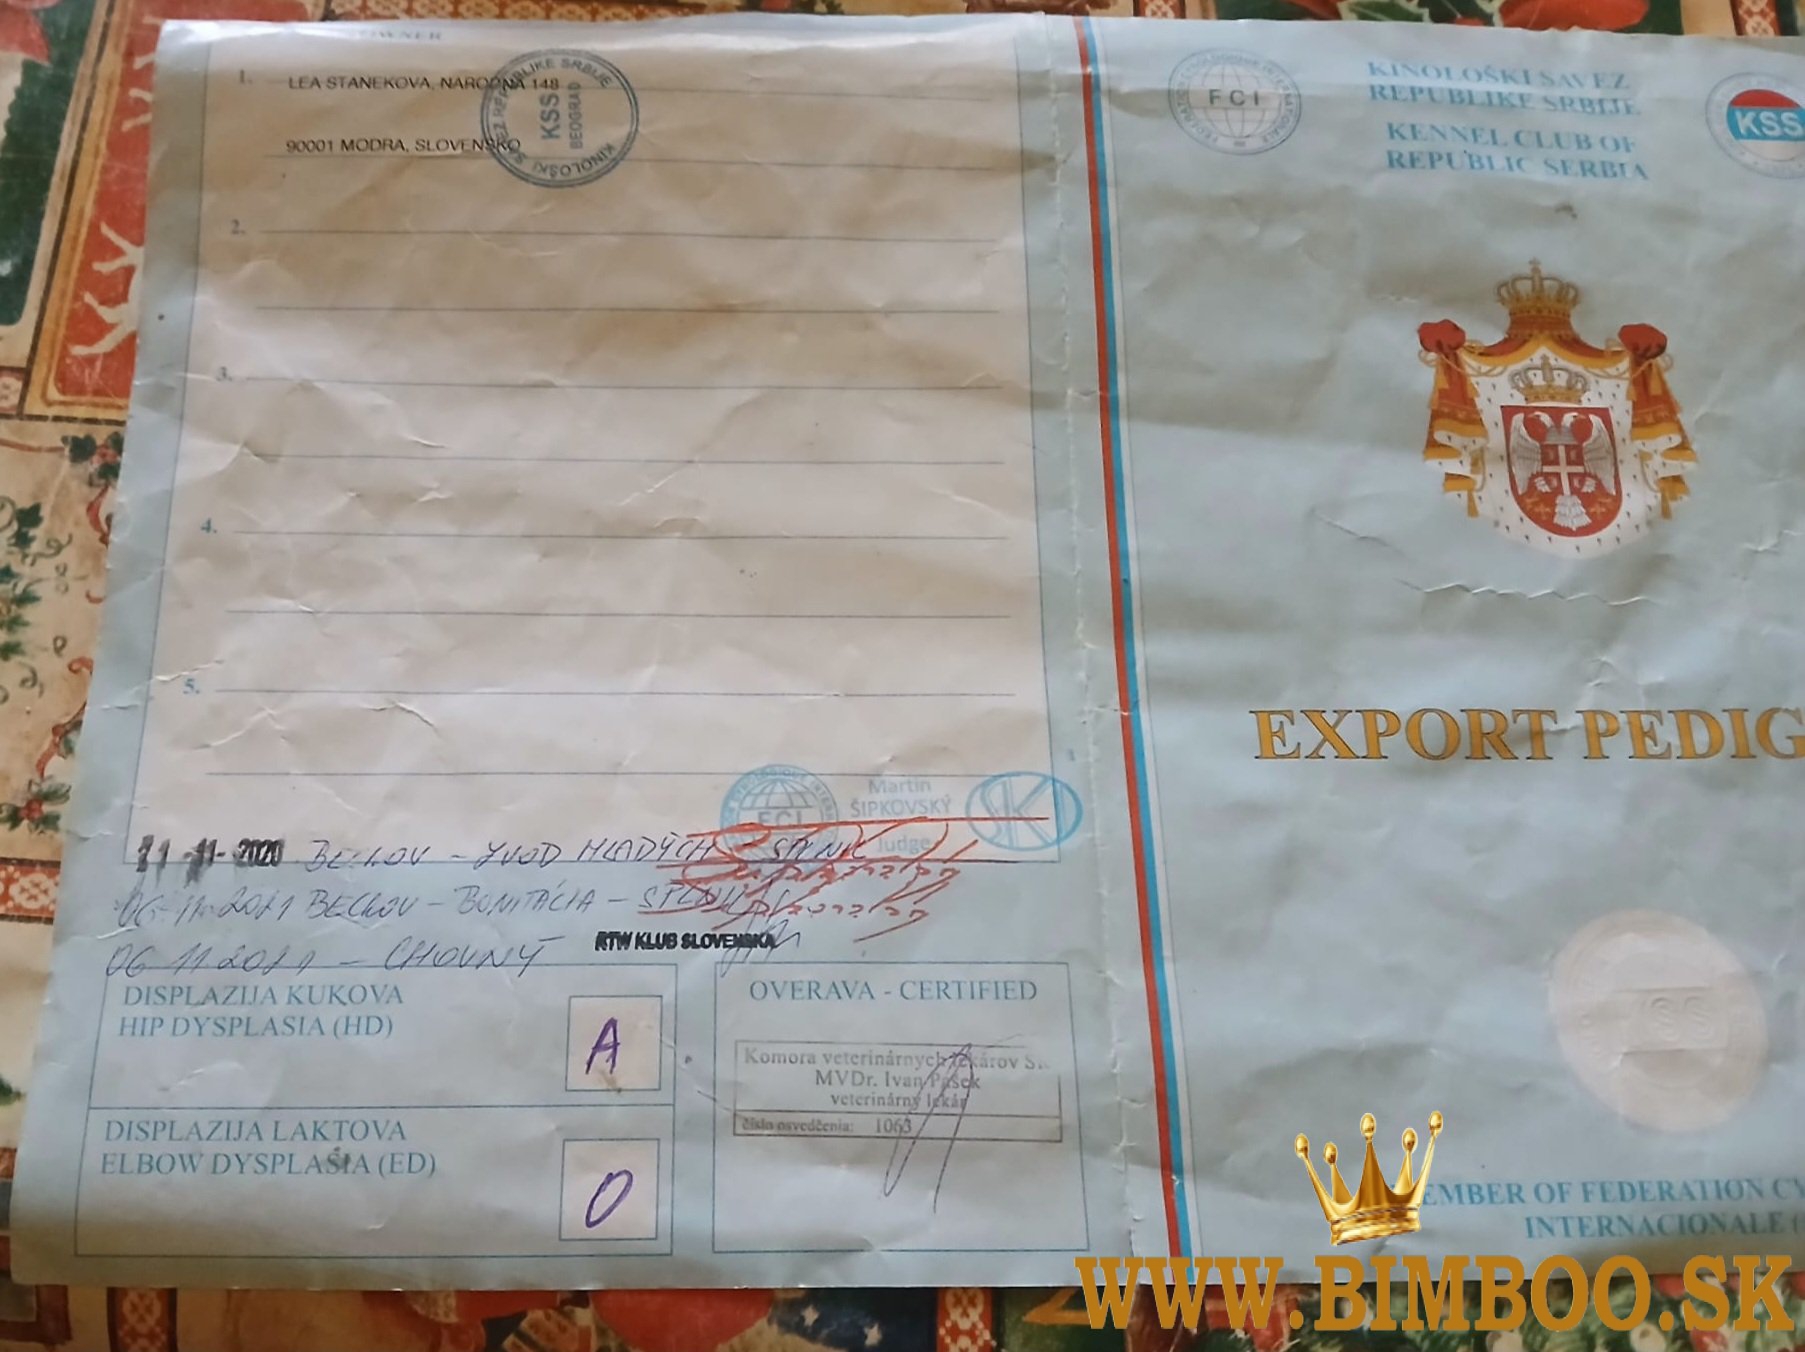 OWNER
1. LEA STANEKOVA, NARODNA 148
90001 MODRA, SLOVENSKO
KINOLOŠKI SAVEZ REPUBLIKE SRBIJE
KSS
BEOGRAD
2.
3.
4.
5.
FCI
Martin
ŠIPKOVSKÝ
Judge
SKJ
11 -11- 2020 BECKOV - ZVOD MLADÝCH - SPLNIL
06.11.2021 BECKOV - BONITÁCIA - SPLNIL
06.11.2021 - CHOVNÝ
RTW KLUB SLOVENSKA
DISPLAZIJA KUKOVA
HIP DYSPLASIA (HD)
A
DISPLAZIJA LAKTOVA
ELBOW DYSPLASIA (ED)
0
OVERAVA - CERTIFIED
Komora veterinárnych lekárov
MVDr. Ivan Pašek
veterinárny lekár
číslo osvedčenia: 1063
FCI
KINOLOŠKI SAVEZ
REPUBLIKE SRBIJE
KENNEL CLUB OF
REPUBLIC SERBIA
KSS
EXPORT PEDIG
KSS
EMBER OF FEDERATION CY
INTERNACIONALE (
WWW.BIMBOO.SK